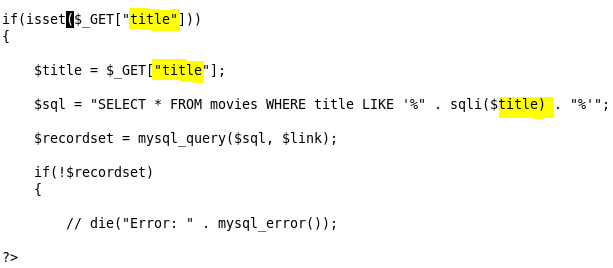 if(isset($_GET["title"]))
{
$title = $_GET["title"];
$sql = "SELECT * FROM movies WHERE title LIKE '%" . sqli($title) . "%'";
$recordset = mysql_query($sql, $link);
if(!$recordset)
{
// die("Error: " . mysql_error());
?>